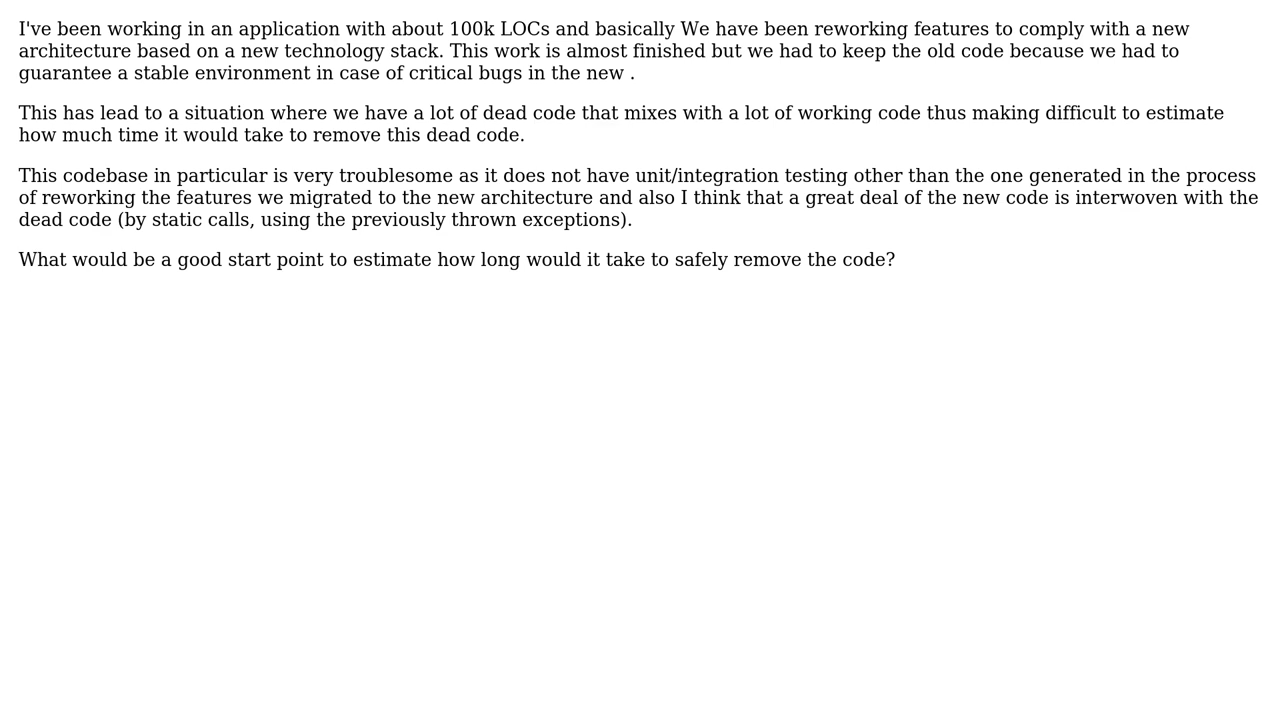 I've been working in an application with about 100k LOCs and basically We have been reworking features to comply with a new
architecture based on a new technology stack. This work is almost finished but we had to keep the old code because we had to
guarantee a stable environment in case of critical bugs in the new .
This has lead to a situation where we have a lot of dead code that mixes with a lot of working code thus making difficult to estimate
how much time it would take to remove this dead code.
This codebase in particular is very troublesome as it does not have unit/integration testing other than the one generated in the process
of reworking the features we migrated to the new architecture and also I think that a great deal of the new code is interwoven with the
dead code (by static calls, using the previously thrown exceptions).
What would be a good start point to estimate how long would it take to safely remove the code?